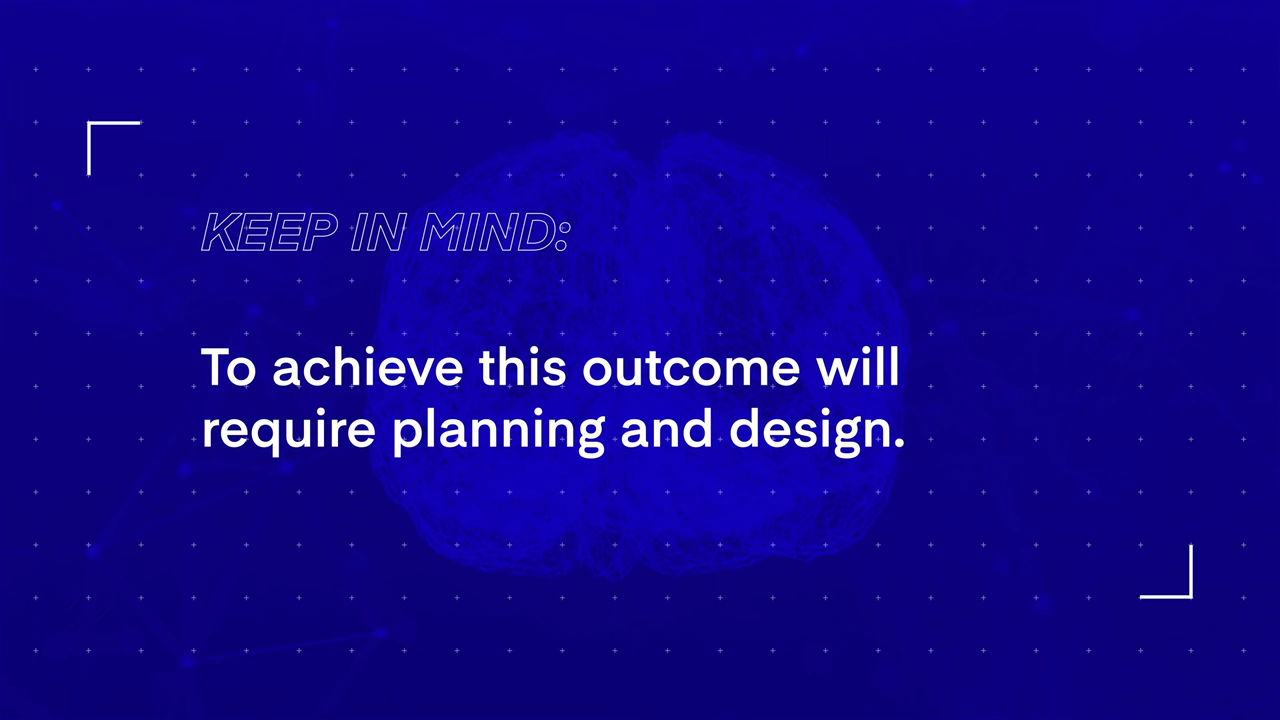 KEEP IN MIND:
To achieve this outcome will
require planning and design.